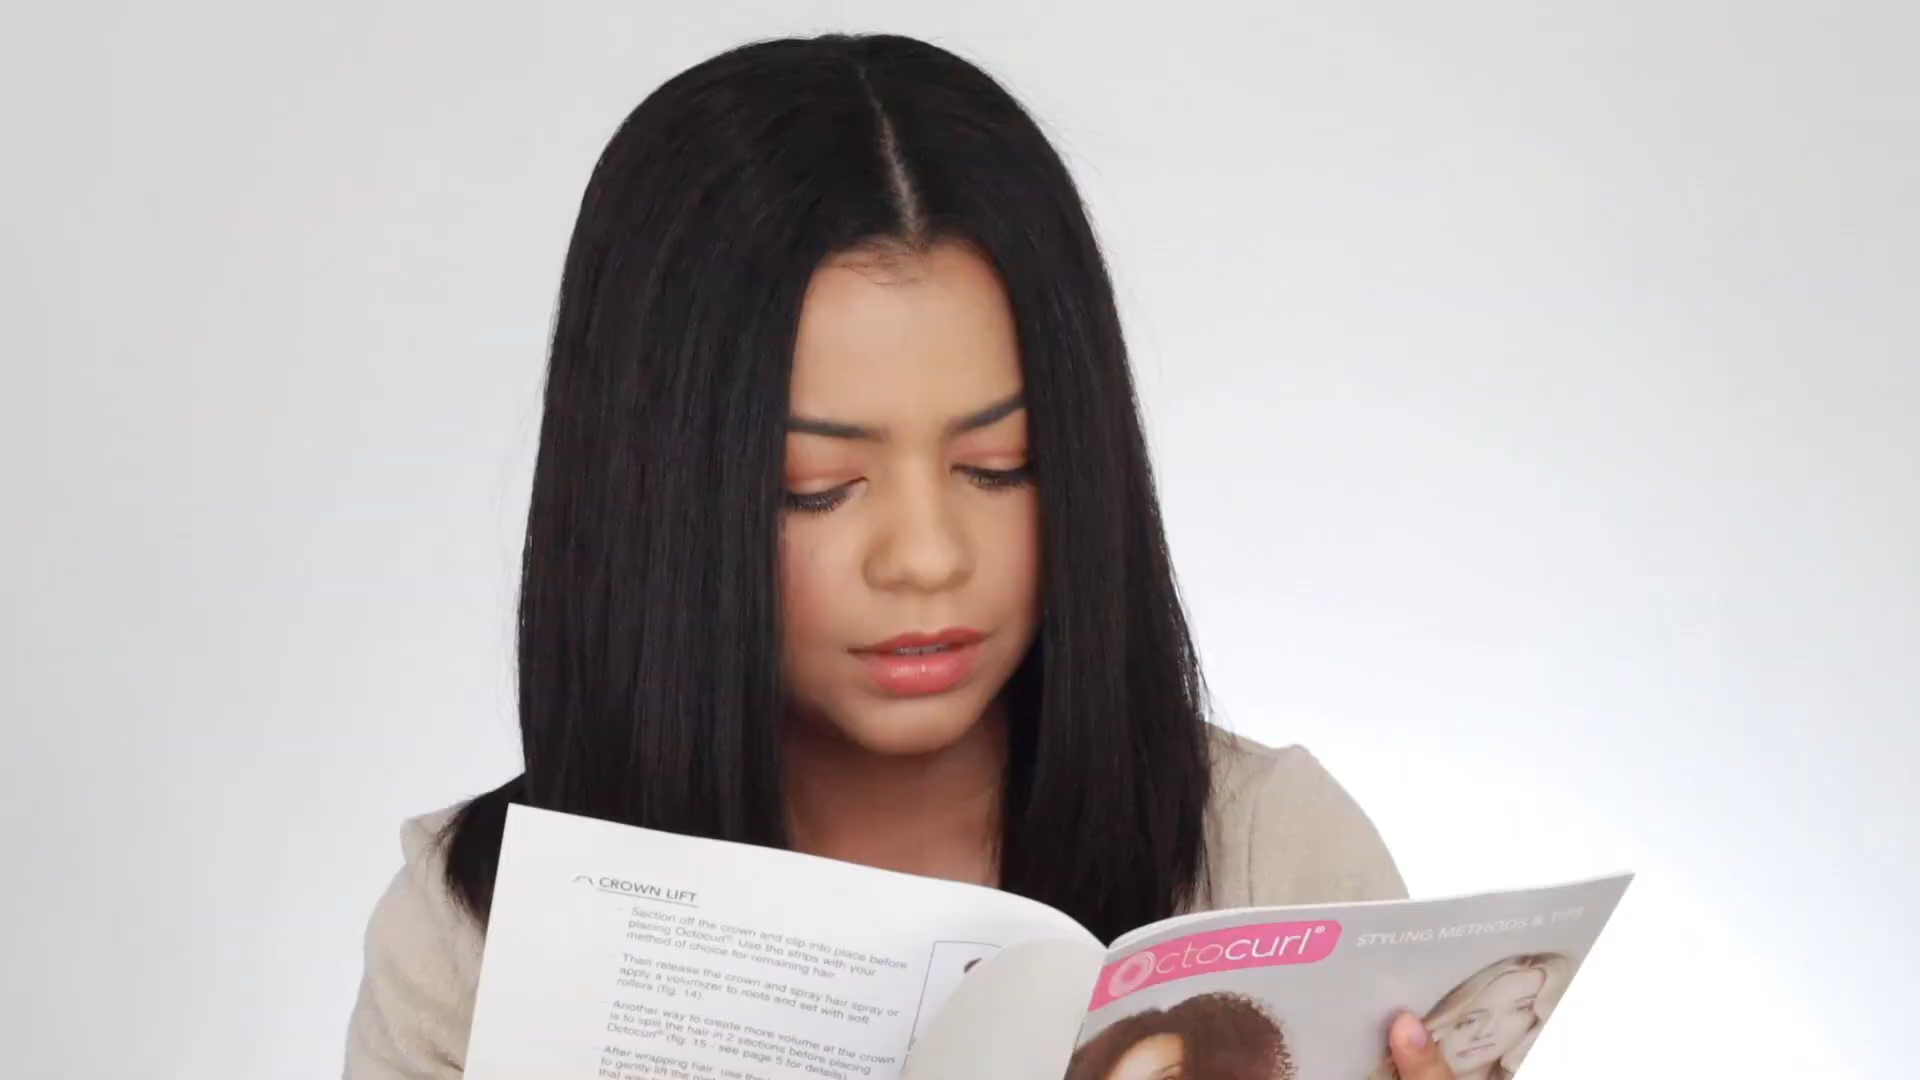 CROWN LIFT
- Section off the crown and clip into place before
placing Octocurl®. Use the strips with your
method of choice for remaining hair.
- Then release the crown and spray hair spray or
apply a volumizer to roots and set with soft
rollers (fig. 14).
- Another way to create more volume at the crown
is to split the hair in 2 sections before placing
Octocurl® (fig. 15 - see page 5 for details).
- After wrapping hair, use the
to gently lift the
that
octocurl®
STYLING METHODS & TIPS